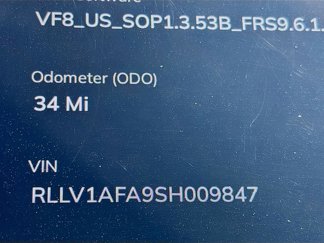 VF8_US_SOP1.3.53B_FRS9.6.1.
Odometer (ODO)
34 Mi
VIN
RLLV1AFA9SH009847